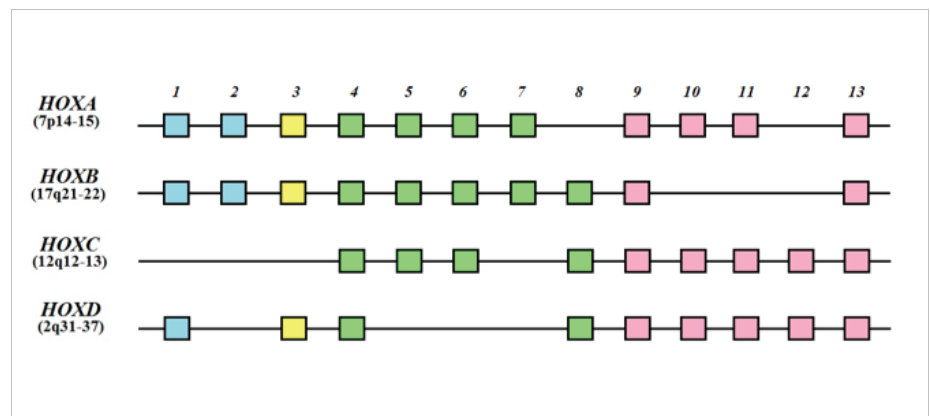 1 2 3 4 5 6 7 8 9 10 11 12 13
HOXA
(7p14-15)
HOXB
(17q21-22)
HOXC
(12q12-13)
HOXD
(2q31-37)